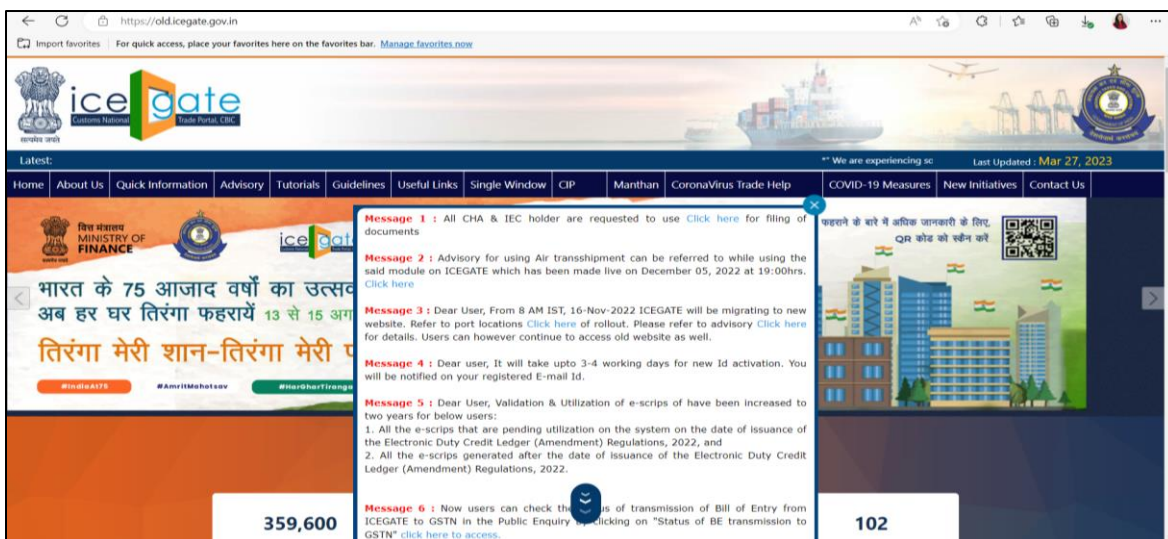 https://old.icegate.gov.in
Import favorites
For quick access, place your favorites here on the favorites bar. Manage favorites now
सत्यमेव जयते
ice gate
Customs National Trade Portal, CBIC
Latest:
** We are experiencing sc
Last Updated : Mar 27, 2023
Home About Us Quick Information Advisory Tutorials Guidelines Useful Links Single Window CIP Manthan CoronaVirus Trade Help COVID-19 Measures New Initiatives Contact Us
वित्त मंत्रालय
MINISTRY OF
FINANCE
ice gat
भारत के 75 आजाद वर्षों का उत्सव
अब हर घर तिरंगा फहरायें 13 से 15 अग
तिरंगा मेरी शान-तिरंगा मेरी
#IndiaAt75
#AmritMahotsav
#HarGharTiranga
फहराने के बारे में अधिक जानकारी के लिए,
QR कोड को स्कैन करें
Message 1 : All CHA & IEC holder are requested to use Click here for filing of
documents
Message 2 : Advisory for using Air transshipment can be referred to while using the
said module on ICEGATE which has been made live on December 05, 2022 at 19:00hrs.
Click here
Message 3 : Dear User, From 8 AM IST, 16-Nov-2022 ICEGATE will be migrating to new
website. Refer to port locations Click here of rollout. Please refer to advisory Click here
for details. Users can however continue to access old website as well.
Message 4 : Dear user, It will take upto 3-4 working days for new Id activation. You
will be notified on your registered E-mail Id.
Message 5 : Dear User, Validation & Utilization of e-scrips of have been increased to
two years for below users:
1. All the e-scrips that are pending utilization on the system on the date of issuance of
the Electronic Duty Credit Ledger (Amendment) Regulations, 2022, and
2. All the e-scrips generated after the date of issuance of the Electronic Duty Credit
Ledger (Amendment) Regulations, 2022.
Message 6 : Now users can check the us of transmission of Bill of Entry from
ICEGATE to GSTN in the Public Enquiry clicking on "Status of BE transmission to
GSTN" click here to access.
359,600
102